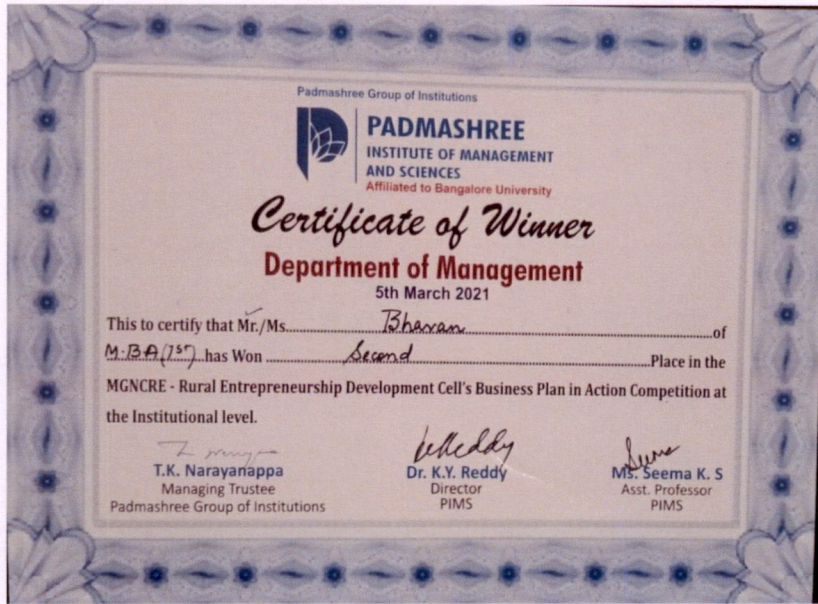 Padmashree Group of Institutions
PADMASHREE
INSTITUTE OF MANAGEMENT
AND SCIENCES
Affiliated to Bangalore University
Certificate of Winner
Department of Management
5th March 2021
This to certify that Mr./Ms. Bhavan of
M.BA (1st) has Won Second Place in the
MGNCRE - Rural Entrepreneurship Development Cell's Business Plan in Action Competition at
the Institutional level.
T.K. Narayanappa Dr. K.Y. Reddy Ms. Seema K. S
Managing Trustee Director Asst. Professor
Padmashree Group of Institutions PIMS PIMS